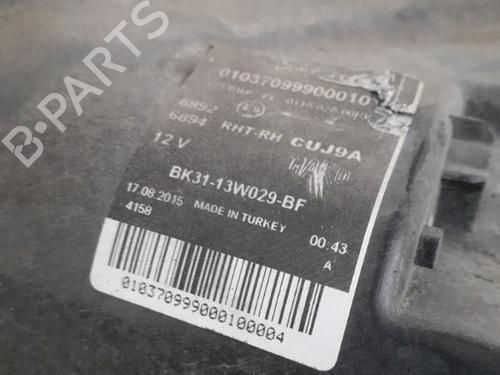 B-PARTS
01037099900010
6892
6894 RHT-RH CUJ9A
12 V
BK31-13W029-BF
17.08.2015 MADE IN TURKEY 00:43
4158 A
010370999000100004